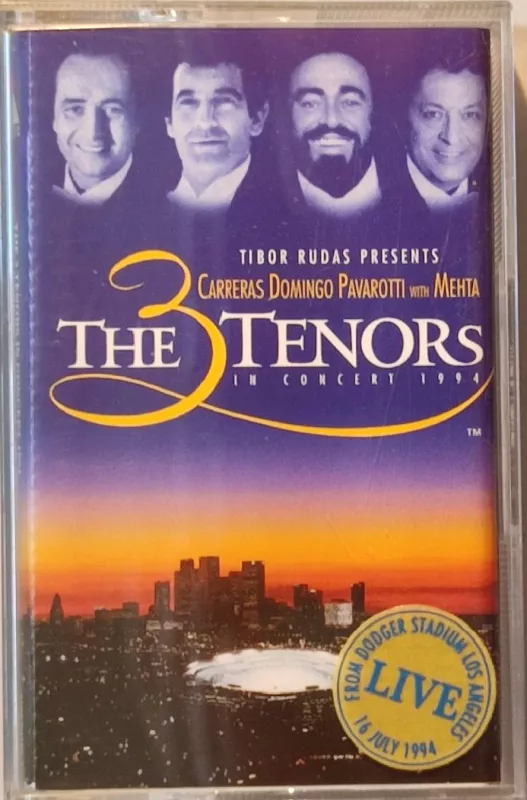 TIBOR RUDAS PRESENTS
CARRERAS DOMINGO PAVAROTTI WITH MEHTA
THE 3 TENORS
IN CONCERT 1994
TM
FROM DODGER STADIUM LOS ANGELES
LIVE
16 JULY 1994